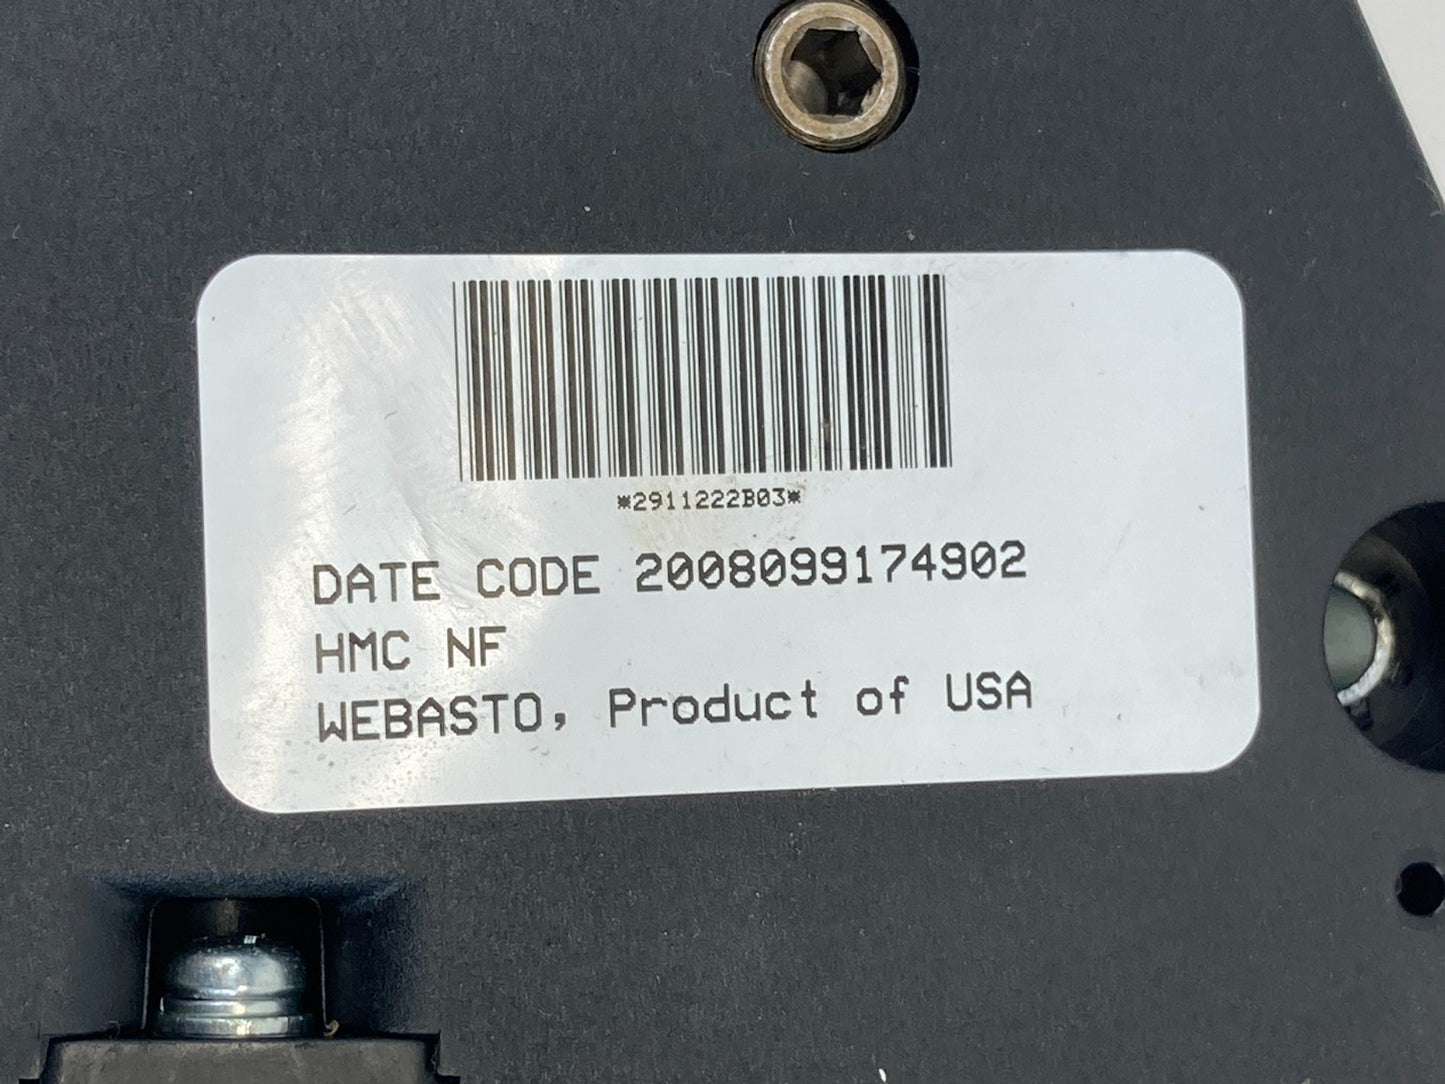 *2911222B03*
DATE CODE 2008099174902
HMC NF
WEBASTO, Product of USA